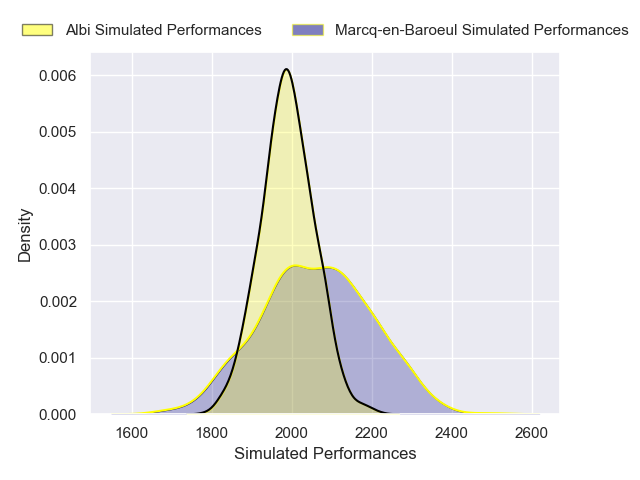 Albi Simulated Performances
Marcq-en-Baroeul Simulated Performances
0.006
0.005
0.004
0.003
0.002
0.001
0.000
Density
1600 1800 2000 2200 2400 2600
Simulated Performances